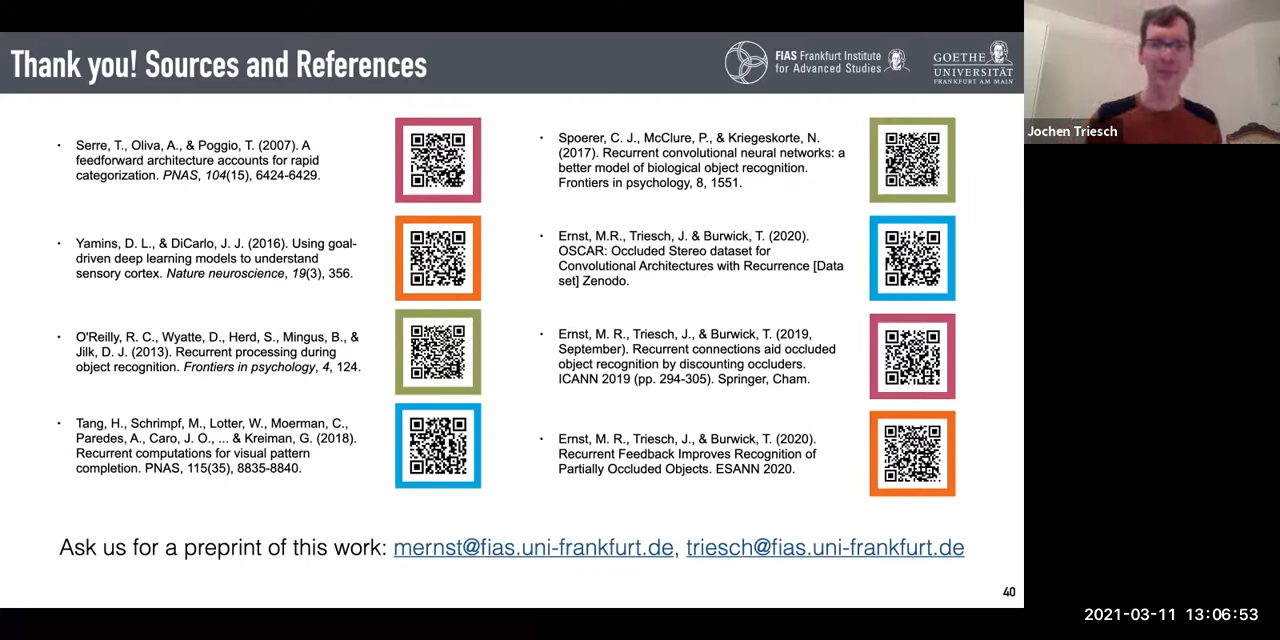 Thank you! Sources and References
FIAS Frankfurt Institute
for Advanced Studies
GOETHE
UNIVERSITÄT
FRANKFURT AM MAIN
Jochen Triesch
• Serre, T., Oliva, A., & Poggio, T. (2007). A
feedforward architecture accounts for rapid
categorization. PNAS, 104(15), 6424-6429.
• Yamins, D. L., & DiCarlo, J. J. (2016). Using goal-
driven deep learning models to understand
sensory cortex. Nature neuroscience, 19(3), 356.
• O'Reilly, R. C., Wyatte, D., Herd, S., Mingus, B., &
Jilk, D. J. (2013). Recurrent processing during
object recognition. Frontiers in psychology, 4, 124.
• Tang, H., Schrimpf, M., Lotter, W., Moerman, C.,
Paredes, A., Caro, J. O., ... & Kreiman, G. (2018).
Recurrent computations for visual pattern
completion. PNAS, 115(35), 8835-8840.
• Spoerer, C. J., McClure, P., & Kriegeskorte, N.
(2017). Recurrent convolutional neural networks: a
better model of biological object recognition.
Frontiers in psychology, 8, 1551.
• Ernst, M.R., Triesch, J. & Burwick, T. (2020).
OSCAR: Occluded Stereo dataset for
Convolutional Architectures with Recurrence [Data
set] Zenodo.
• Ernst, M. R., Triesch, J., & Burwick, T. (2019,
September). Recurrent connections aid occluded
object recognition by discounting occluders.
ICANN 2019 (pp. 294-305). Springer, Cham.
• Ernst, M. R., Triesch, J., & Burwick, T. (2020).
Recurrent Feedback Improves Recognition of
Partially Occluded Objects. ESANN 2020.
Ask us for a preprint of this work: mernst@fias.uni-frankfurt.de, triesch@fias.uni-frankfurt.de
40
2021-03-11 13:06:53